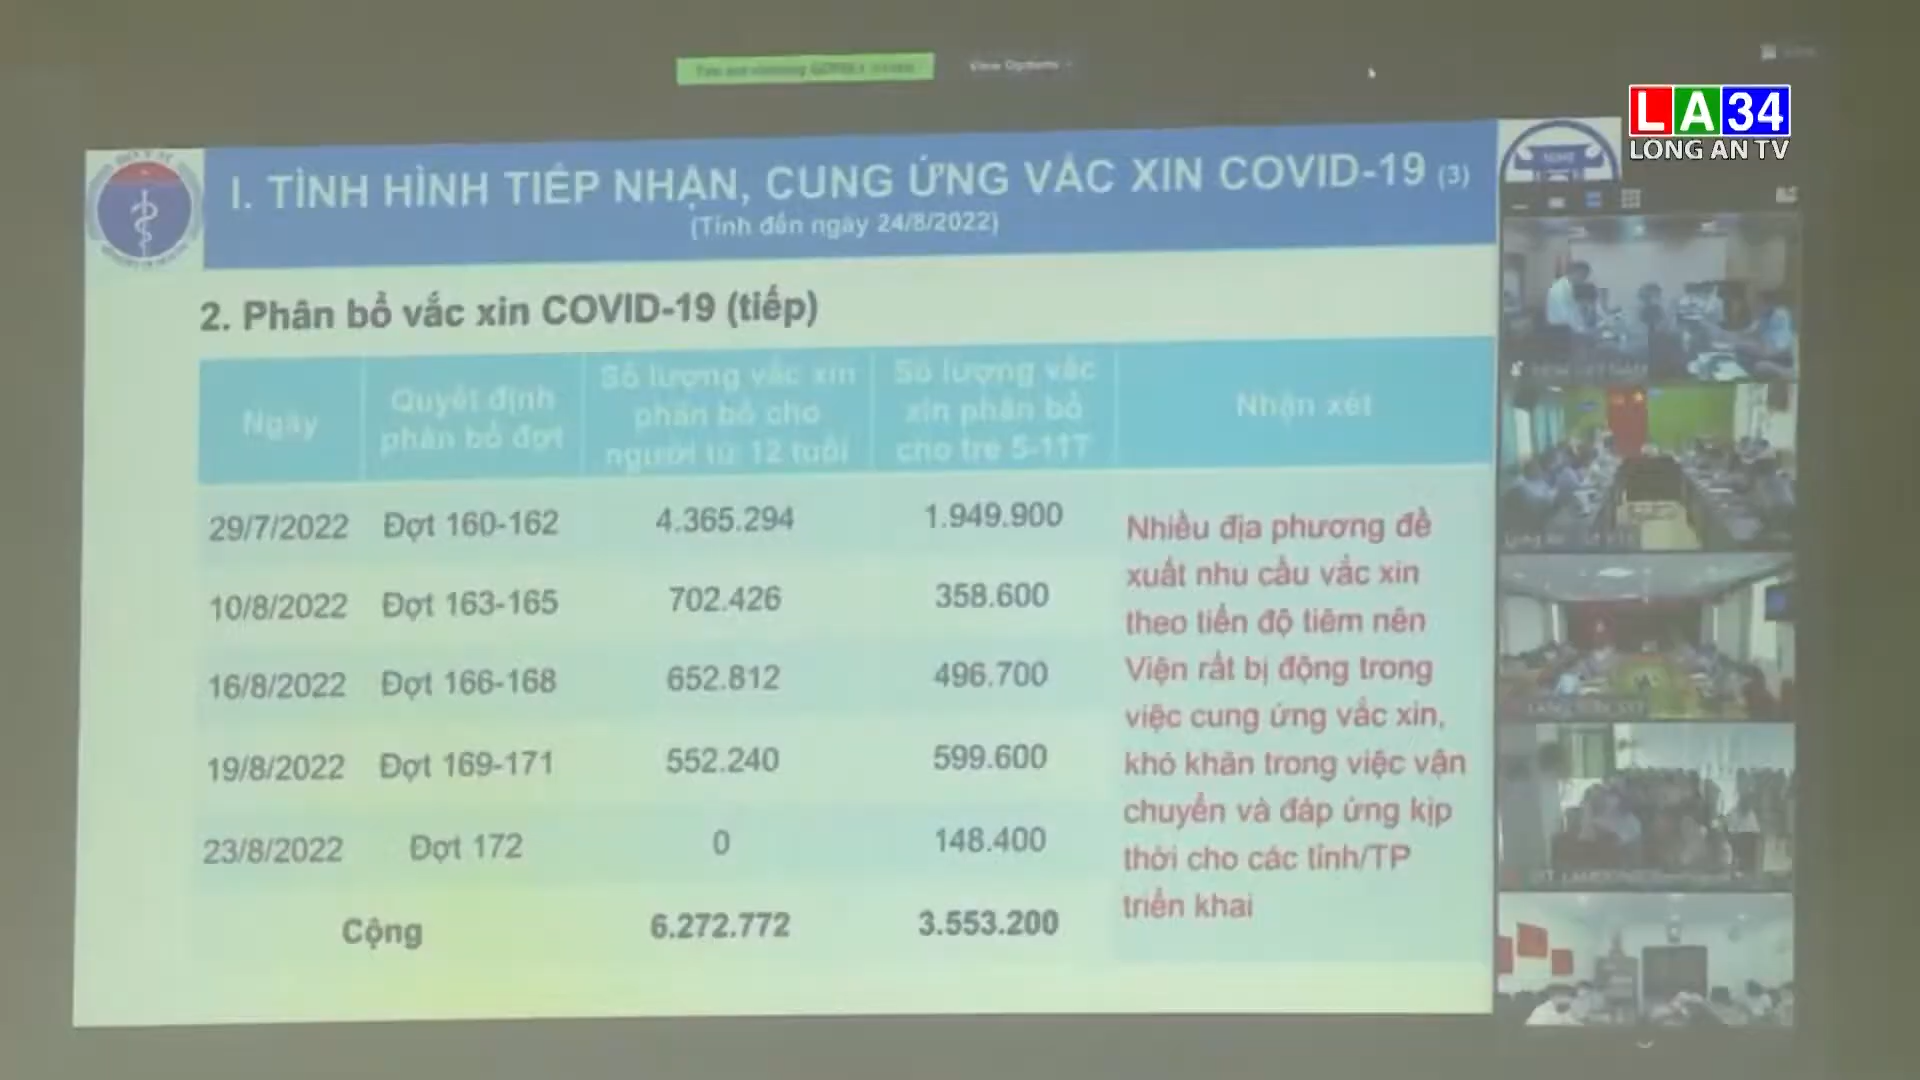 View Options
LA34
LONG AN TV
I. TÌNH HÌNH TIẾP NHẬN, CUNG ỨNG VẮC XIN COVID-19 (3)
(Tính đến ngày 24/8/2022)
2. Phân bổ vắc xin COVID-19 (tiếp)
Ngày
Quyết định
phân bổ đợt
Số lượng vắc xin
phân bổ cho
người từ 12 tuổi
Số lượng vắc
xin phân bổ
cho trẻ 5-11T
Nhận xét
29/7/2022 Đợt 160-162 4.365.294 1.949.900
10/8/2022 Đợt 163-165 702.426 358.600
16/8/2022 Đợt 166-168 652.812 496.700
19/8/2022 Đợt 169-171 552.240 599.600
23/8/2022 Đợt 172 0 148.400
Cộng 6.272.772 3.553.200
Nhiều địa phương đề
xuất nhu cầu vắc xin
theo tiến độ tiêm nên
Viện rất bị động trong
việc cung ứng vắc xin,
khó khăn trong việc vận
chuyển và đáp ứng kịp
thời cho các tỉnh/TP
triển khai